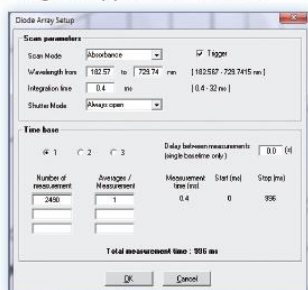 Diode Array Setup
Scan parameters
Scan Mode Absorbance Trigger
Wavelength from 182.57 to 729.74 nm [ 182.567 - 729.7415 nm ]
Integration time 0.4 ms [ 0.4 - 32 ms ]
Shutter Mode Always open
Time base
1 2 3 Delay between measurements 0.0 (s)
(single baseline only)
Number of Averages / Measurement Start (ms) Stop (ms)
measurement Measurement time (ms)
2490 1 0.4 0 996
Total measurement time : 996 ms
OK Cancel